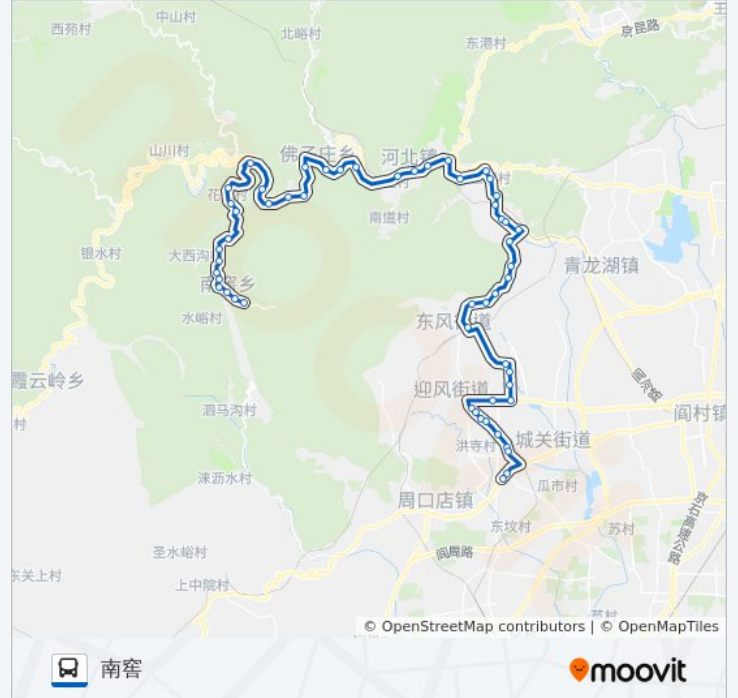 中山村
西苑村
北峪村
东港村
京昆路
山川村
佛子庄乡
河北镇
南道村
银水村
大西沟
青龙湖镇
水峪村
东风街道
霞云岭乡
迎风街道
泗马沟村
阎村镇
村
洪寺村
城关街道
涞沥水村
周口店镇
瓜市村
东坟村
苏村
京石高速公路
圣水峪村
阎周路
东关上村
上中院村
© OpenStreetMap contributors | © OpenMapTiles
南窖
moovit